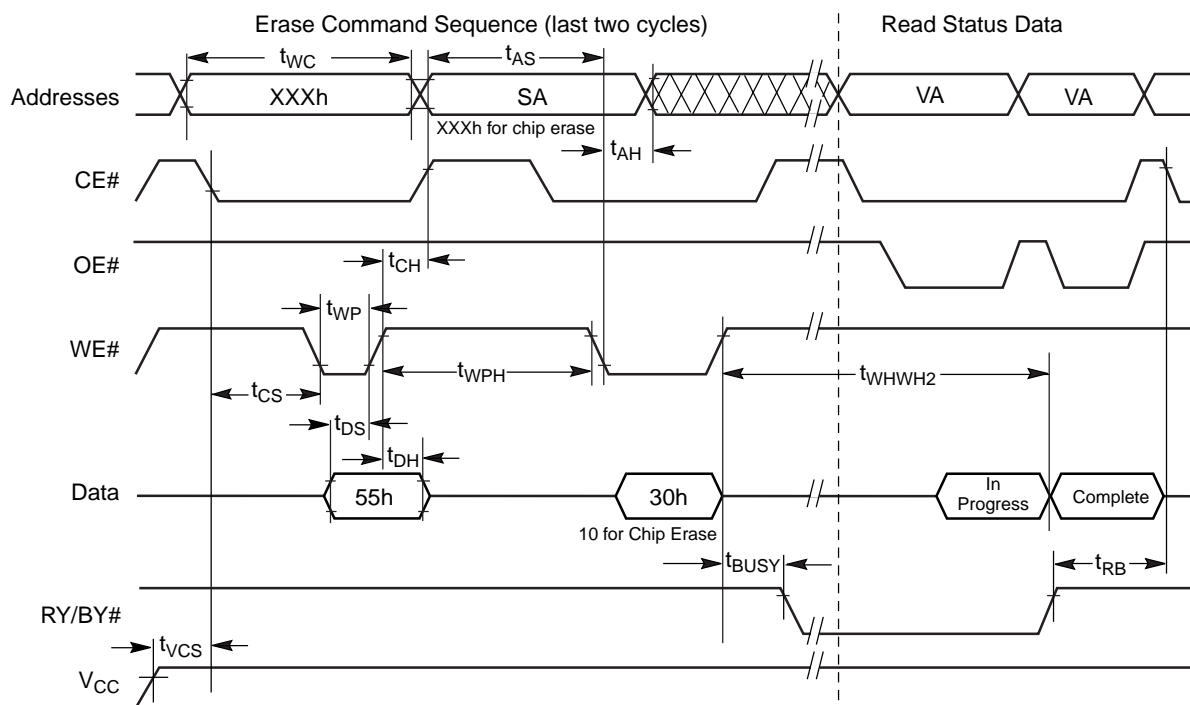 Erase Command Sequence (last two cycles)
Read Status Data
tWC
tAS
Addresses
XXXh
SA
VA
VA
XXXh for chip erase
tAH
CE#
OE#
tCH
tWP
WE#
tWPH
tWHWH2
tCS
tDS
tDH
Data
55h
30h
In
Progress
Complete
10 for Chip Erase
tBUSY
tRB
RY/BY#
tVCS
VCC